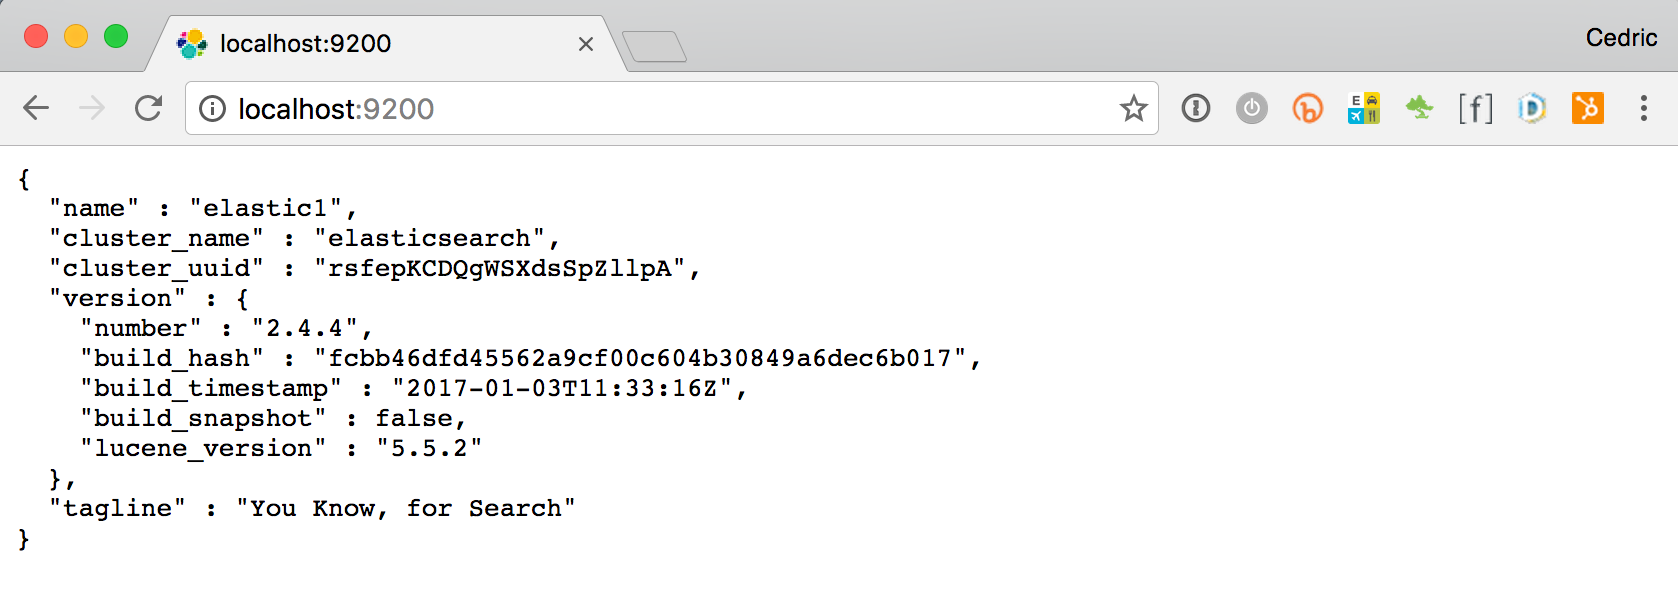 localhost:9200
Cedric
localhost:9200
{
  "name" : "elastic1",
  "cluster_name" : "elasticsearch",
  "cluster_uuid" : "rsfepKCDQgWSXdsSpZllpA",
  "version" : {
    "number" : "2.4.4",
    "build_hash" : "fcbb46dfd45562a9cf00c604b30849a6dec6b017",
    "build_timestamp" : "2017-01-03T11:33:16Z",
    "build_snapshot" : false,
    "lucene_version" : "5.5.2"
  },
  "tagline" : "You Know, for Search"
}